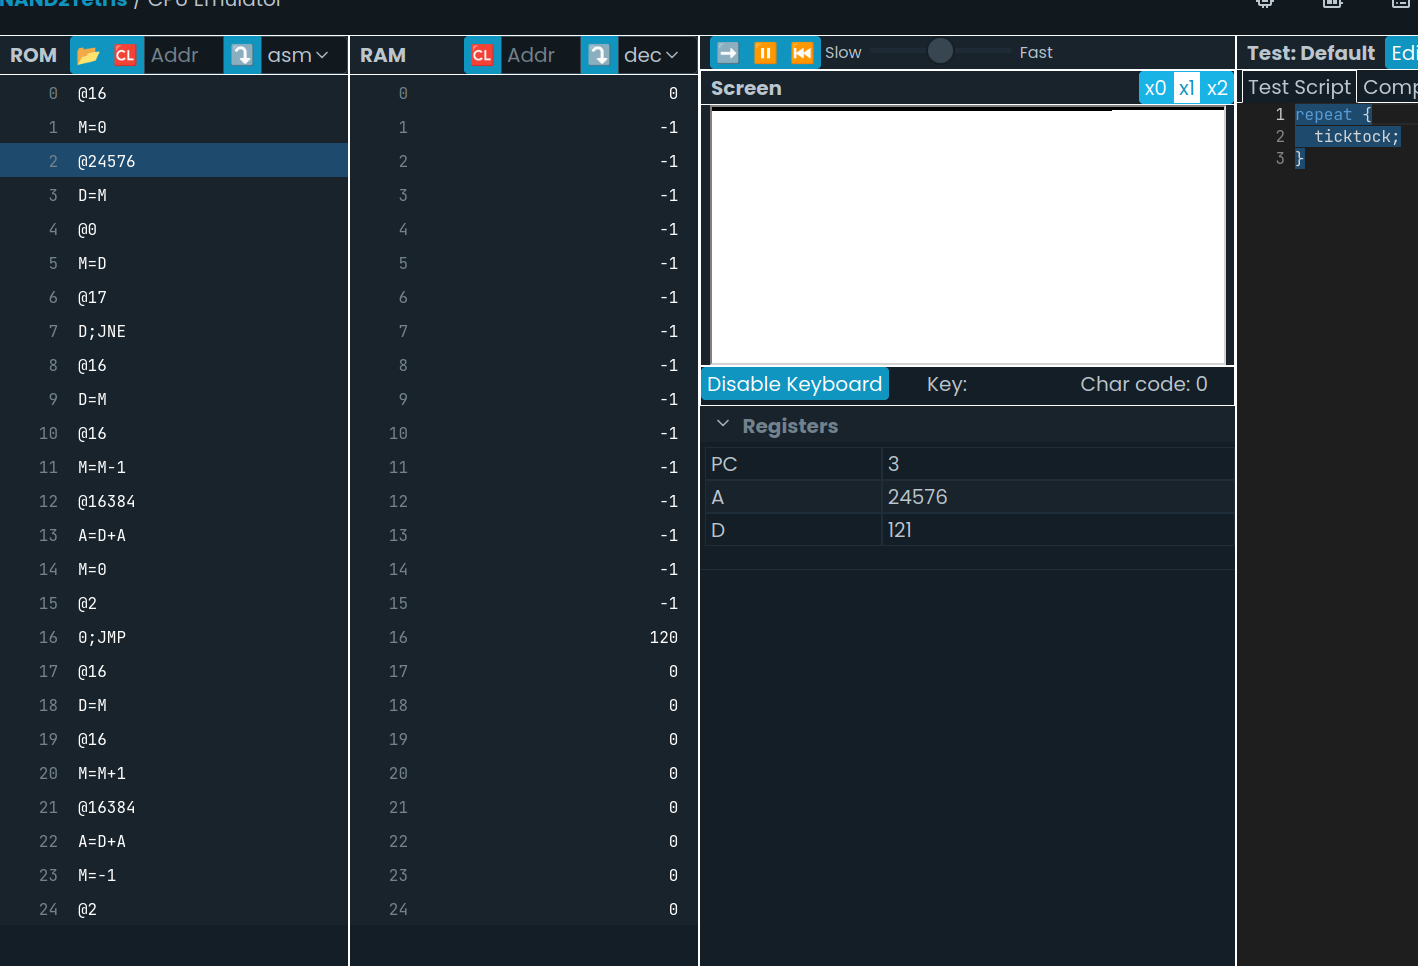 NAND2Tetris / CPU Emulator
ROM CL Addr asm
0 @16
1 M=0
2 @24576
3 D=M
4 @0
5 M=D
6 @17
7 D;JNE
8 @16
9 D=M
10 @16
11 M=M-1
12 @16384
13 A=D+A
14 M=0
15 @2
16 0;JMP
17 @16
18 D=M
19 @16
20 M=M+1
21 @16384
22 A=D+A
23 M=-1
24 @2
RAM CL Addr dec
0 0
1 -1
2 -1
3 -1
4 -1
5 -1
6 -1
7 -1
8 -1
9 -1
10 -1
11 -1
12 -1
13 -1
14 -1
15 -1
16 120
17 0
18 0
19 0
20 0
21 0
22 0
23 0
24 0
Slow Fast
Screen x0 x1 x2
Disable Keyboard Key: Char code: 0
Registers
PC 3
A 24576
D 121
Test: Default Edi
Test Script Comp
1 repeat {
2 ticktock;
3 }